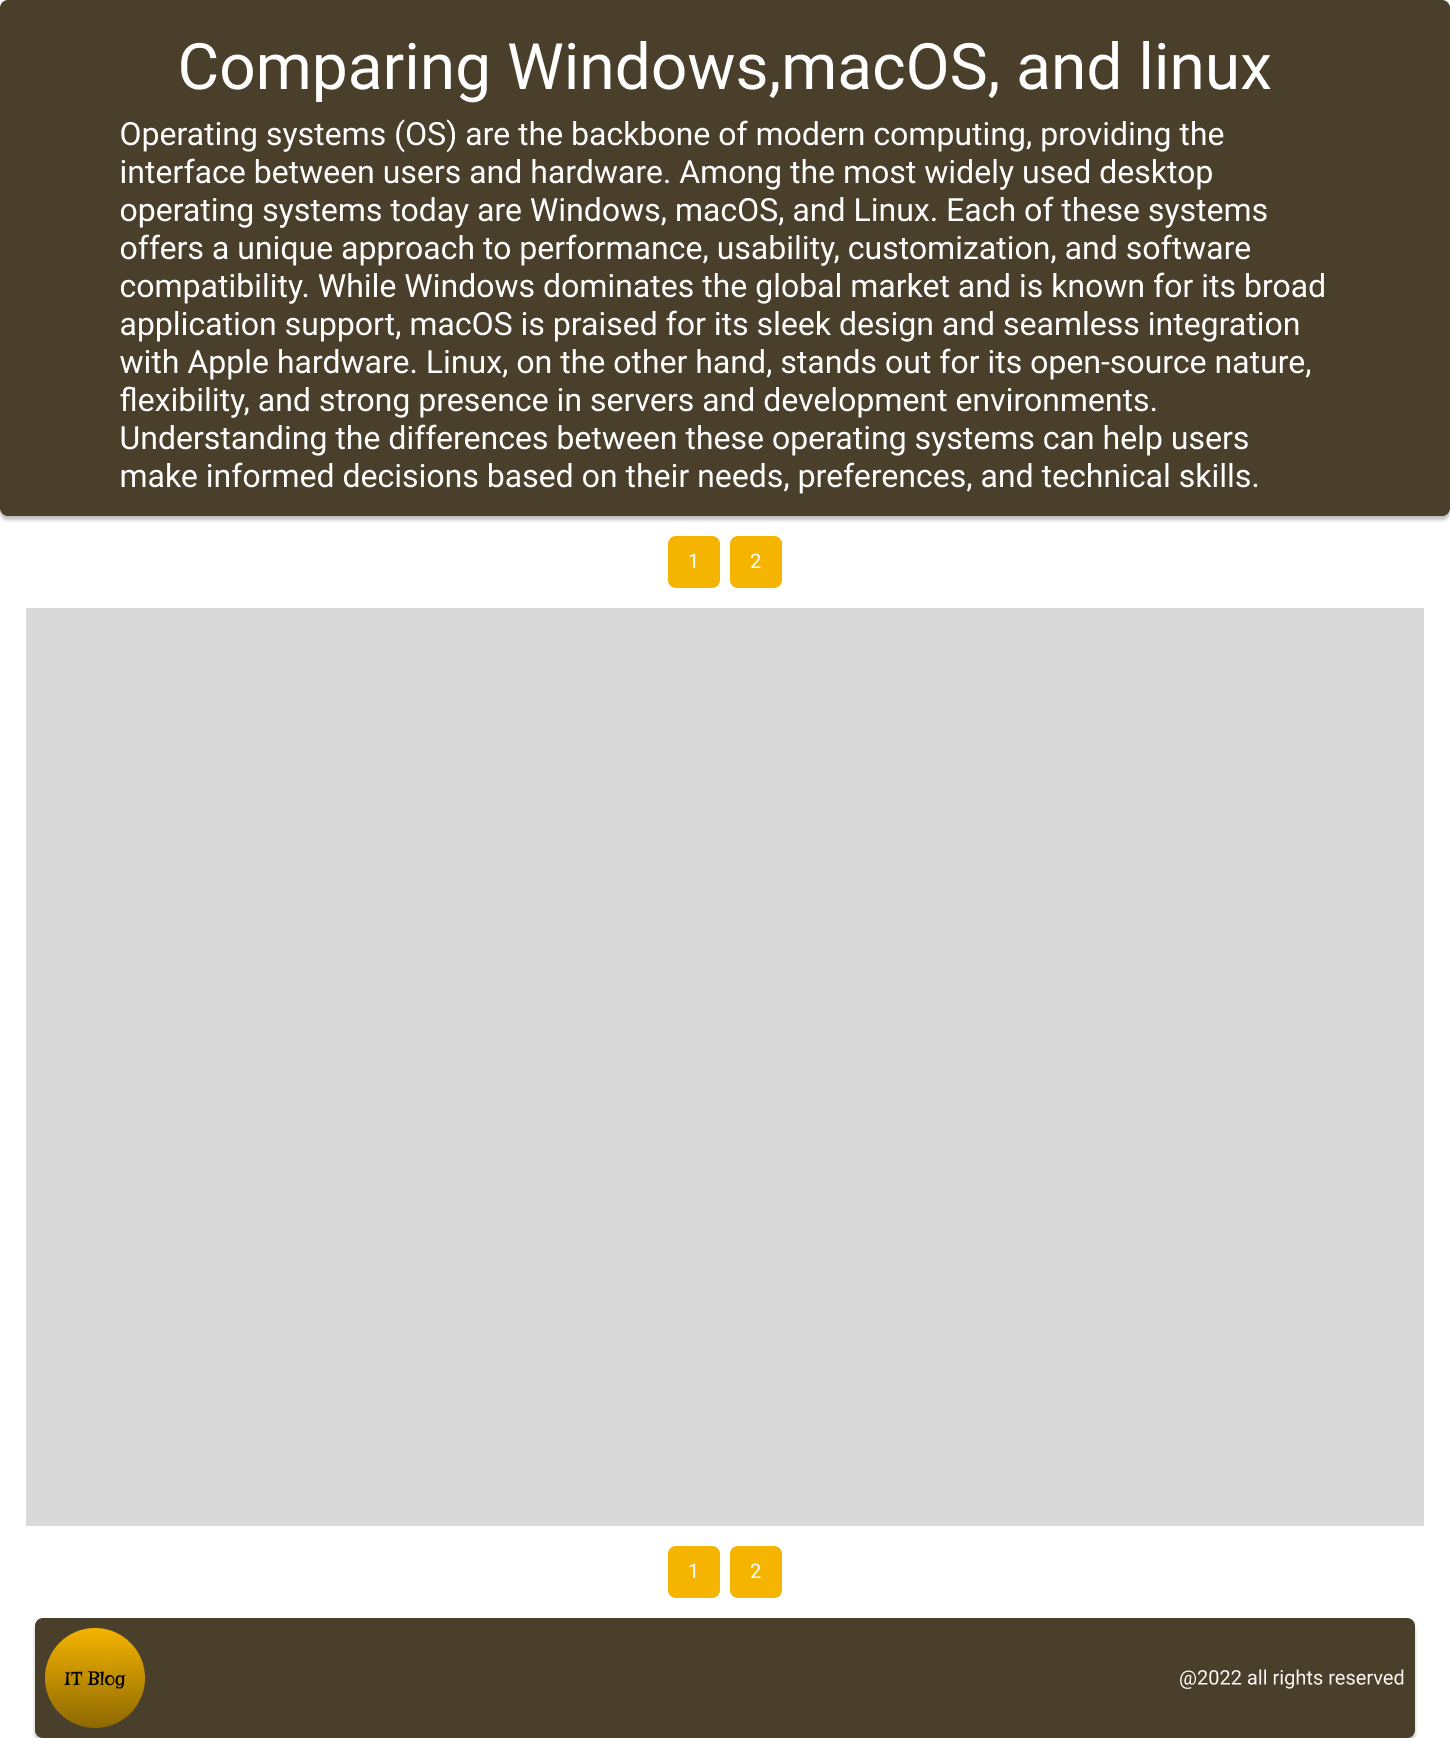 Comparing Windows,macOS, and linux
Operating systems (OS) are the backbone of modern computing, providing the
interface between users and hardware. Among the most widely used desktop
operating systems today are Windows, macOS, and Linux. Each of these systems
offers a unique approach to performance, usability, customization, and software
compatibility. While Windows dominates the global market and is known for its broad
application support, macOS is praised for its sleek design and seamless integration
with Apple hardware. Linux, on the other hand, stands out for its open-source nature,
flexibility, and strong presence in servers and development environments.
Understanding the differences between these operating systems can help users
make informed decisions based on their needs, preferences, and technical skills.
1 2
1 2
IT Blog @2022 all rights reserved